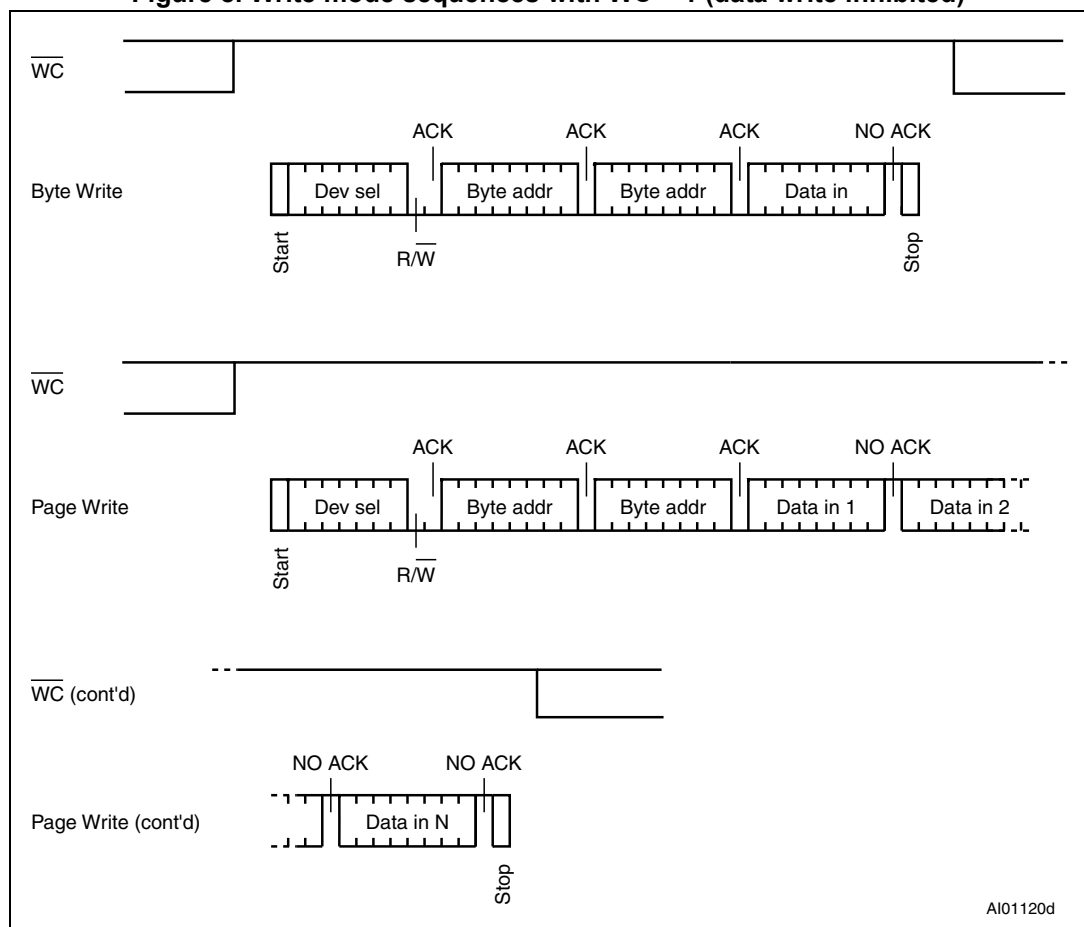 WC
ACK ACK ACK NO ACK
Byte Write Dev sel Byte addr Byte addr Data in
Start R/W Stop
WC
ACK ACK ACK NO ACK
Page Write Dev sel Byte addr Byte addr Data in 1 Data in 2
Start R/W
WC (cont'd)
NO ACK NO ACK
Page Write (cont'd) Data in N
Stop
AI01120d